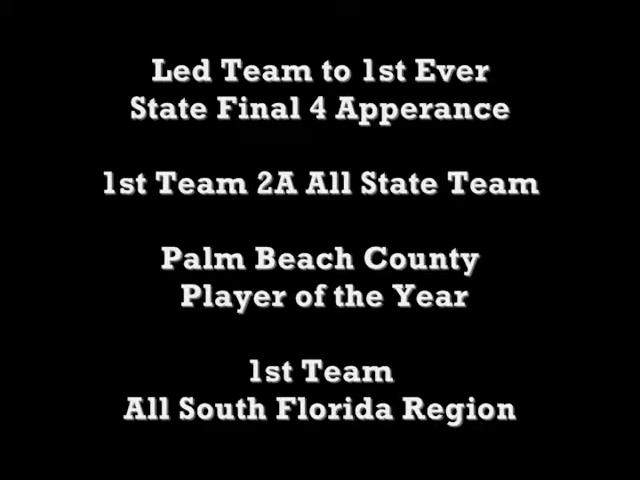 Led Team to 1st Ever
State Final 4 Apperance
1st Team 2A All State Team
Palm Beach County
Player of the Year
1st Team
All South Florida Region